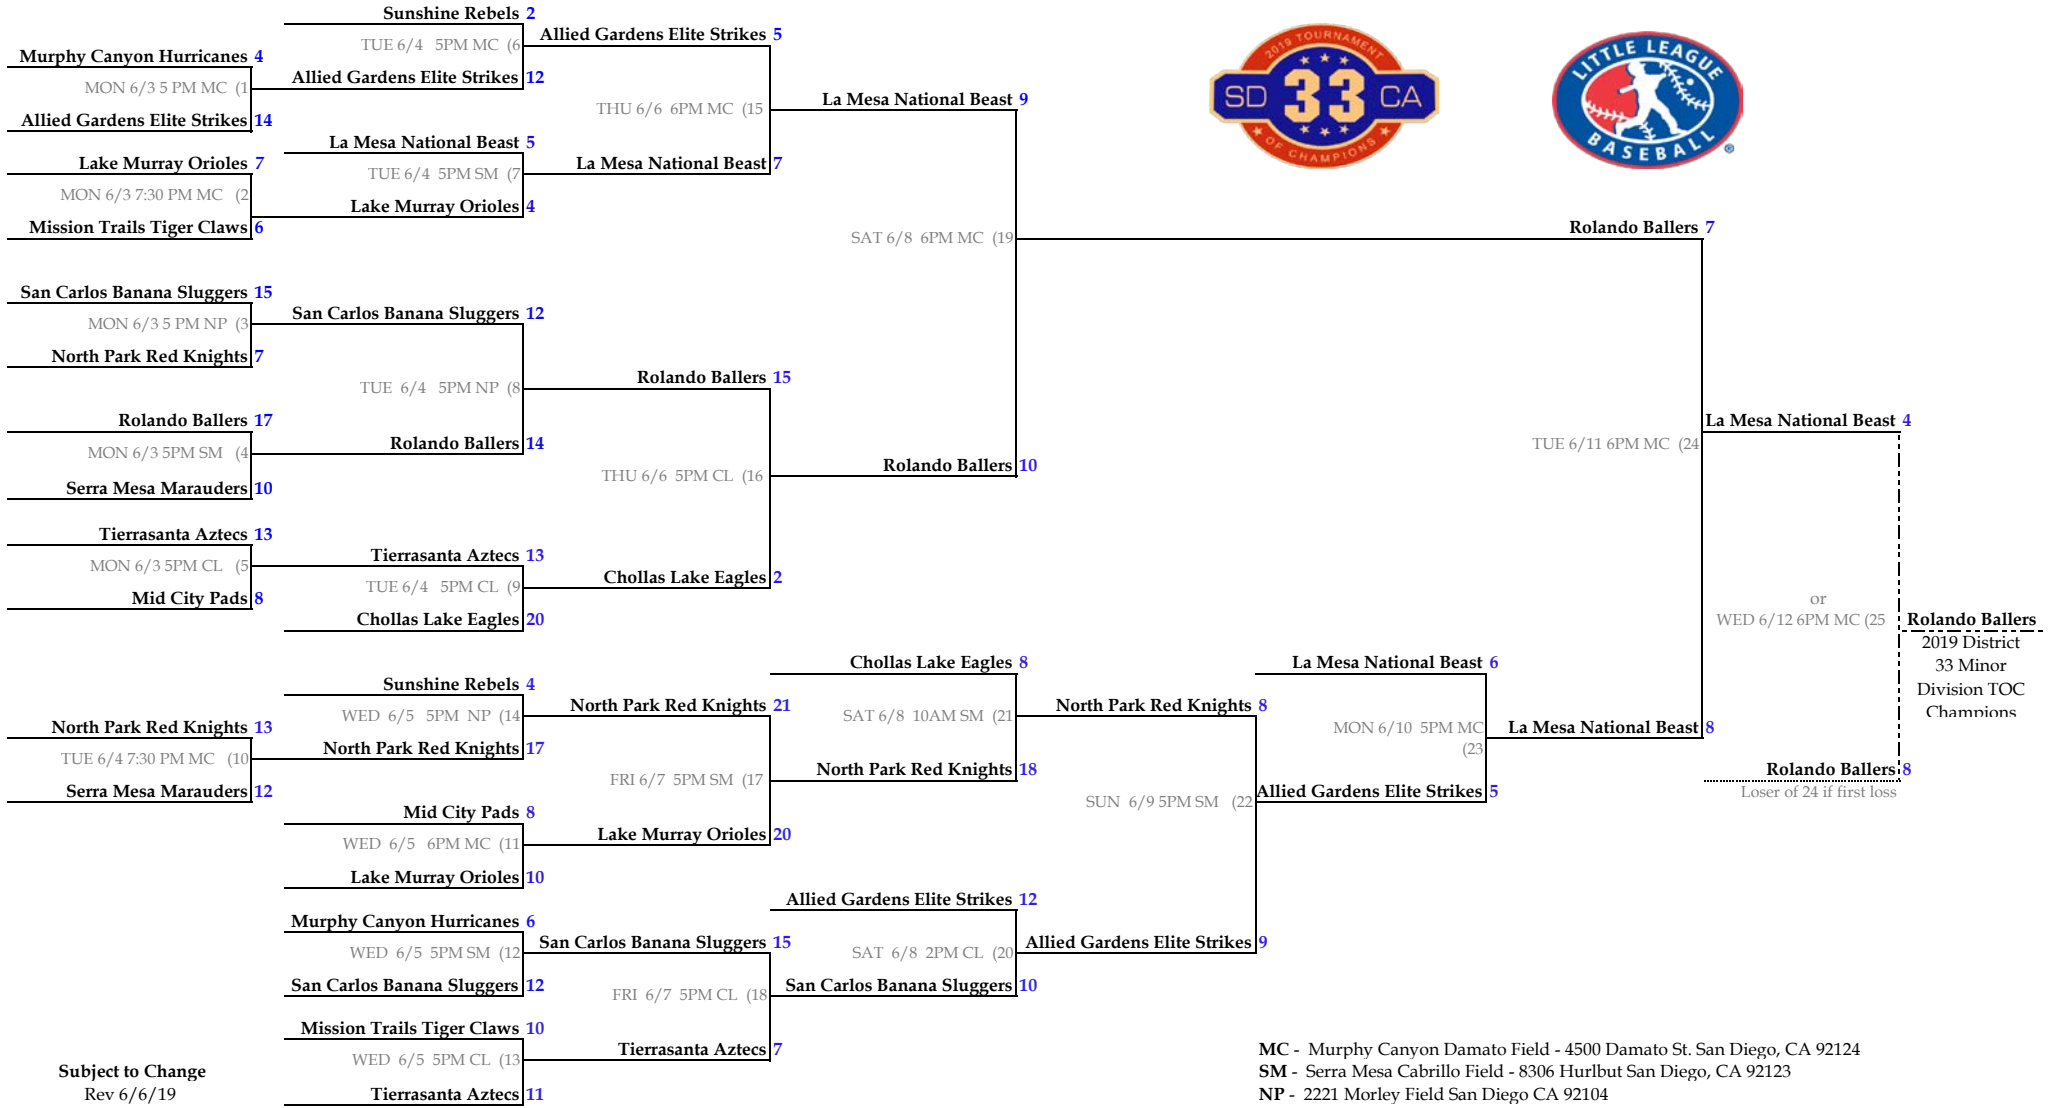 Sunshine Rebels 2
TUE 6/4 5PM MC (6
Allied Gardens Elite Strikes 5
Murphy Canyon Hurricanes 4
Allied Gardens Elite Strikes 12
MON 6/3 5 PM MC (1
THU 6/6 6PM MC (15
La Mesa National Beast 9
Allied Gardens Elite Strikes 14
La Mesa National Beast 5
Lake Murray Orioles 7
TUE 6/4 5PM SM (7
La Mesa National Beast 7
MON 6/3 7:30 PM MC (2
Lake Murray Orioles 4
Mission Trails Tiger Claws 6
SAT 6/8 6PM MC (19
Rolando Ballers 7
2019 TOURNAMENT
SD 33 CA
OF CHAMPIONS
LITTLE LEAGUE
BASEBALL
®
San Carlos Banana Sluggers 15
MON 6/3 5 PM NP (3
San Carlos Banana Sluggers 12
North Park Red Knights 7
TUE 6/4 5PM NP (8
Rolando Ballers 15
Rolando Ballers 17
MON 6/3 5PM SM (4
Rolando Ballers 14
Serra Mesa Marauders 10
THU 6/6 5PM CL (16
Rolando Ballers 10
La Mesa National Beast 4
TUE 6/11 6PM MC (24
Tierrasanta Aztecs 13
MON 6/3 5PM CL (5
Tierrasanta Aztecs 13
TUE 6/4 5PM CL (9
Chollas Lake Eagles 2
Mid City Pads 8
Chollas Lake Eagles 20
or
WED 6/12 6PM MC (25
Rolando Ballers
2019 District
33 Minor
Division TOC
Champions
Chollas Lake Eagles 8
La Mesa National Beast 6
Sunshine Rebels 4
North Park Red Knights 21
SAT 6/8 10AM SM (21
North Park Red Knights 8
WED 6/5 5PM NP (14
North Park Red Knights 13
MON 6/10 5PM MC
(23
La Mesa National Beast 8
North Park Red Knights 17
TUE 6/4 7:30 PM MC (10
North Park Red Knights 18
Rolando Ballers 8
Loser of 24 if first loss
FRI 6/7 5PM SM (17
Serra Mesa Marauders 12
SUN 6/9 5PM SM (22
Allied Gardens Elite Strikes 5
Mid City Pads 8
WED 6/5 6PM MC (11
Lake Murray Orioles 20
Lake Murray Orioles 10
Allied Gardens Elite Strikes 12
Murphy Canyon Hurricanes 6
WED 6/5 5PM SM (12
San Carlos Banana Sluggers 15
SAT 6/8 2PM CL (20
Allied Gardens Elite Strikes 9
San Carlos Banana Sluggers 12
FRI 6/7 5PM CL (18
San Carlos Banana Sluggers 10
Mission Trails Tiger Claws 10
WED 6/5 5PM CL (13
Tierrasanta Aztecs 7
Tierrasanta Aztecs 11
Subject to Change
Rev 6/6/19
MC - Murphy Canyon Damato Field - 4500 Damato St. San Diego, CA 92124
SM - Serra Mesa Cabrillo Field - 8306 Hurlbut San Diego, CA 92123
NP - 2221 Morley Field San Diego CA 92104